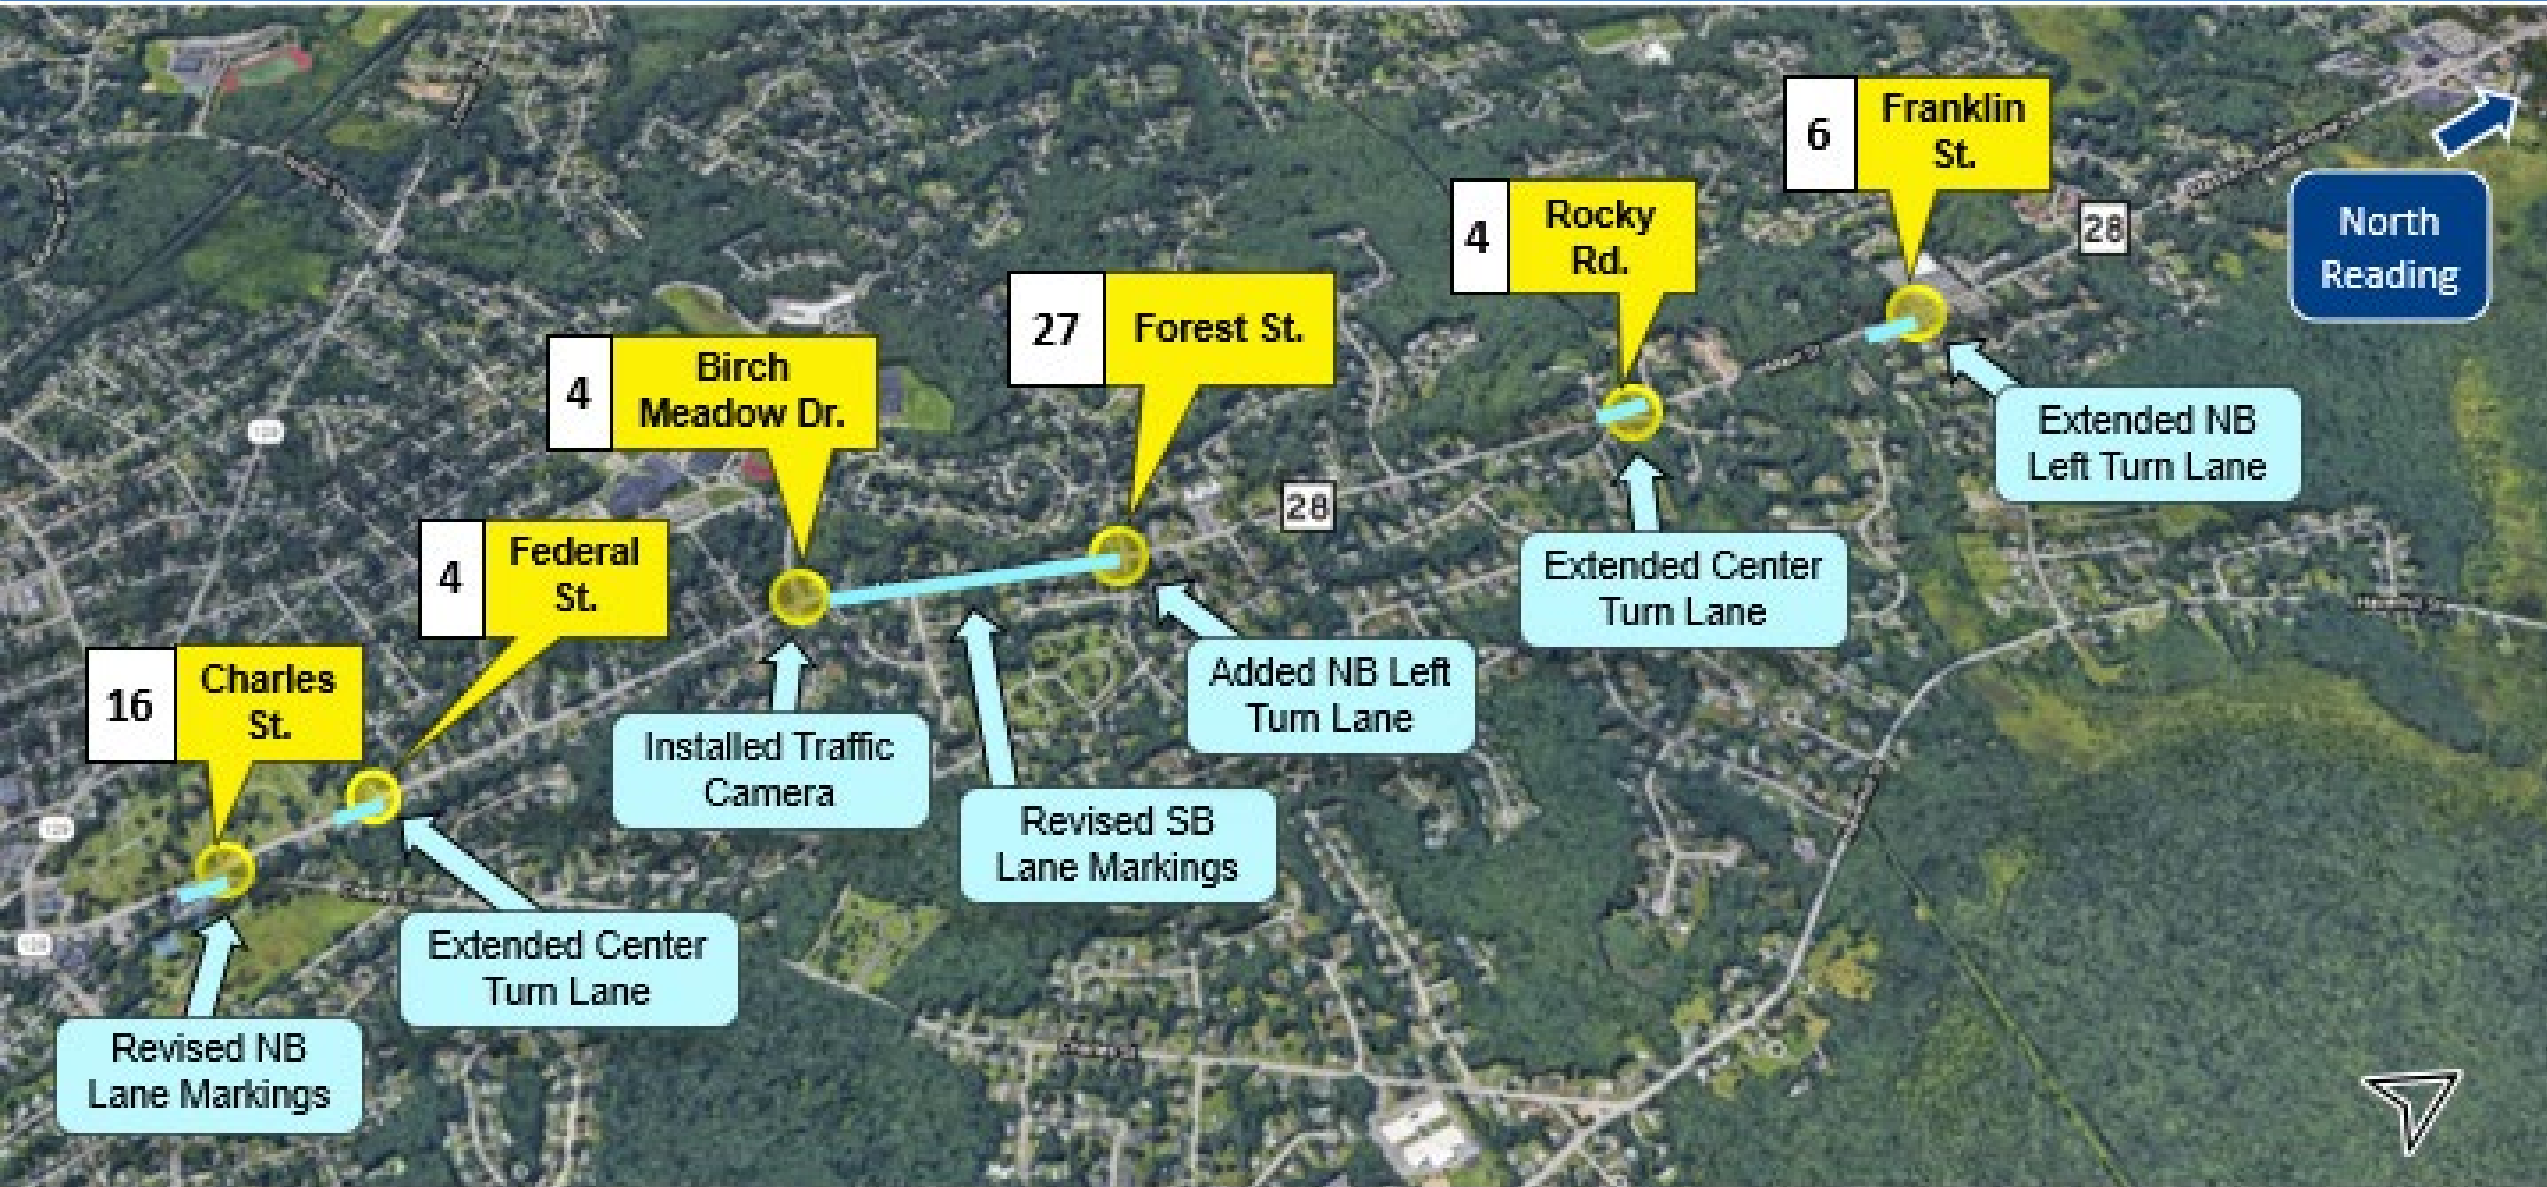 6
Franklin
St.
North
Reading
28
4
Rocky
Rd.
27
Forest St.
4
Birch
Meadow Dr.
Extended NB
Left Turn Lane
28
4
Federal
St.
Extended Center
Turn Lane
16
Charles
St.
Added NB Left
Turn Lane
Installed Traffic
Camera
Revised SB
Lane Markings
Extended Center
Turn Lane
Revised NB
Lane Markings